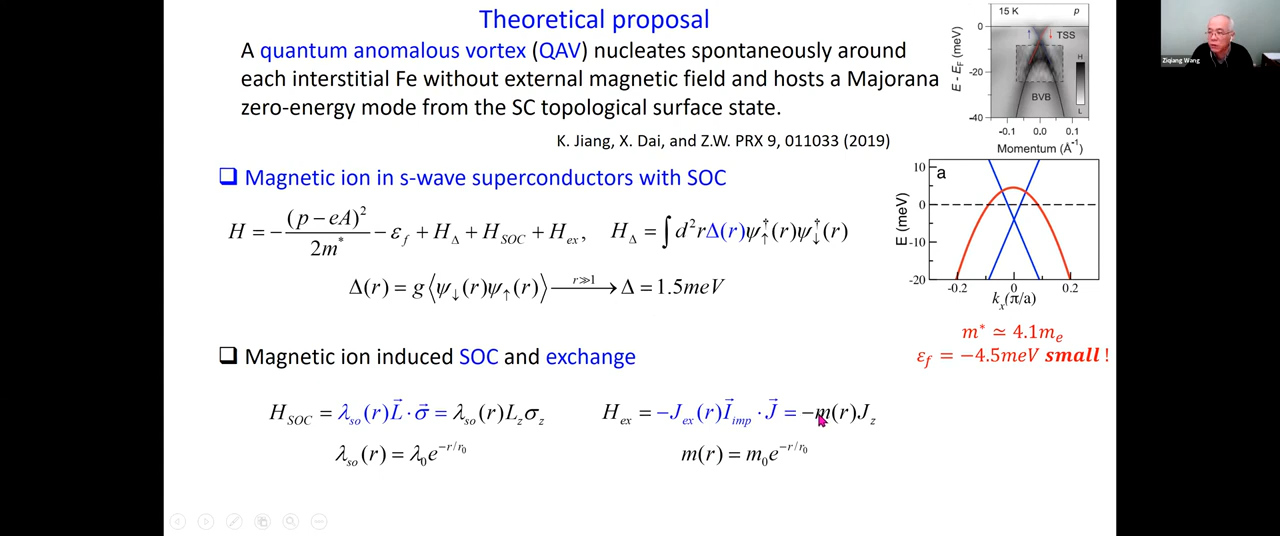 Theoretical proposal
A quantum anomalous vortex (QAV) nucleates spontaneously around
each interstitial Fe without external magnetic field and hosts a Majorana
zero-energy mode from the SC topological surface state.
K. Jiang, X. Dai, and Z.W. PRX 9, 011033 (2019)
❑ Magnetic ion in s-wave superconductors with SOC
H = −(p − eA)²/2m* − ε_f + H_Δ + H_SOC + H_ex, H_Δ = ∫ d²rΔ(r)ψ↑†(r)ψ↓†(r)
Δ(r) = g⟨ψ↓(r)ψ↑(r)⟩ —r≫1→ Δ = 1.5meV
❑ Magnetic ion induced SOC and exchange
H_SOC = λ_so(r)L⃗ · σ⃗ = λ_so(r)L_zσ_z H_ex = −J_ex(r)I⃗_imp · J⃗ = −m(r)J_z
λ_so(r) = λ₀e^(−r/r₀) m(r) = m₀e^(−r/r₀)
15 K p
TSS
BVB
H
L
E - E_F (meV)
0
-20
-40
-0.1 0.0 0.1
Momentum (Å⁻¹)
a
E (meV)
10
0
-10
-20
-0.2 0 0.2
k_x(π/a)
m* ≃ 4.1m_e
ε_f = −4.5meV small !
Ziqiang Wang